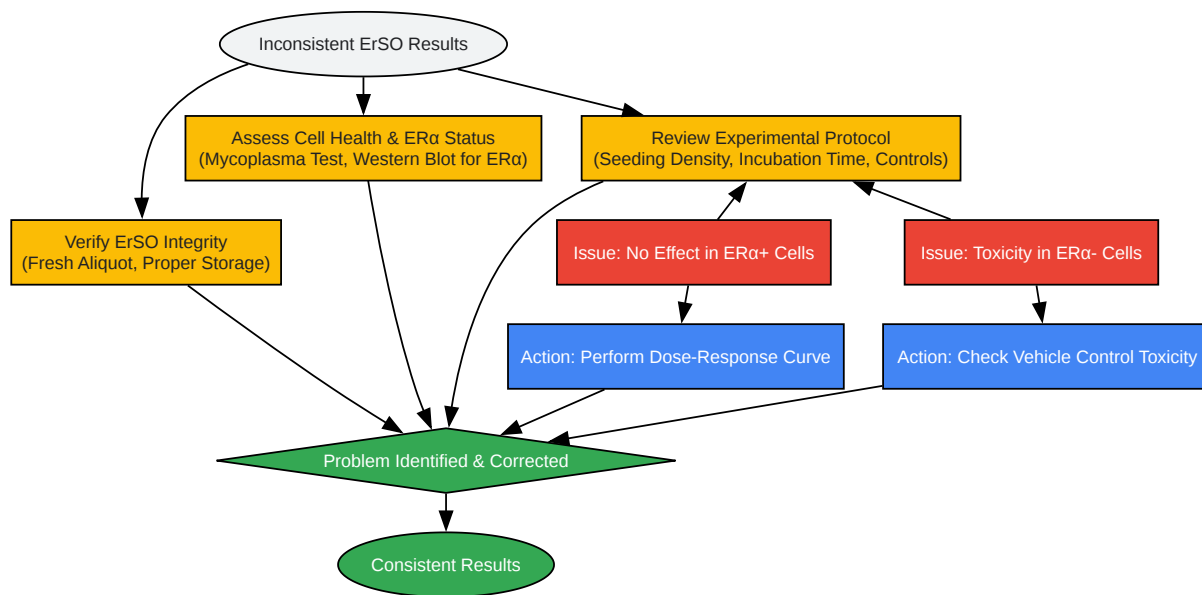 Inconsistent ErSO Results
Assess Cell Health & ERα Status
(Mycoplasma Test, Western Blot for ERα)
Review Experimental Protocol
(Seeding Density, Incubation Time, Controls)
Verify ErSO Integrity
(Fresh Aliquot, Proper Storage)
Issue: No Effect in ERα+ Cells
Issue: Toxicity in ERα- Cells
Action: Perform Dose-Response Curve
Action: Check Vehicle Control Toxicity
Problem Identified & Corrected
Consistent Results